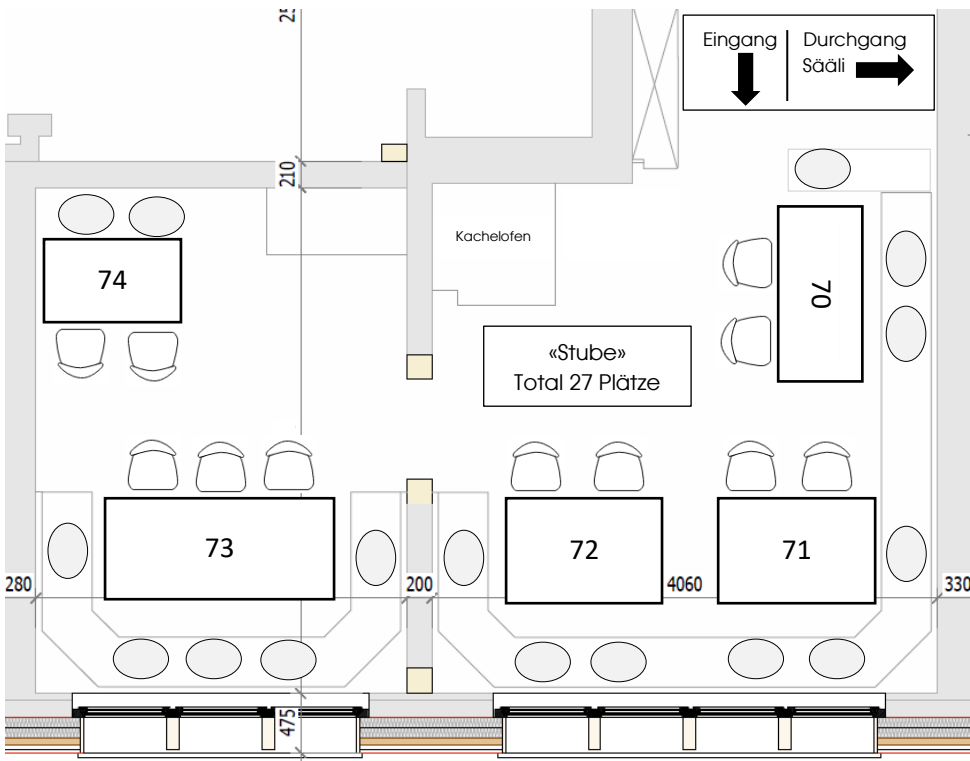 Eingang
Durchgang
Sääli
210
Kachelofen
74
70
«Stube»
Total 27 Plätze
73
72
71
280
200
4060
330
475